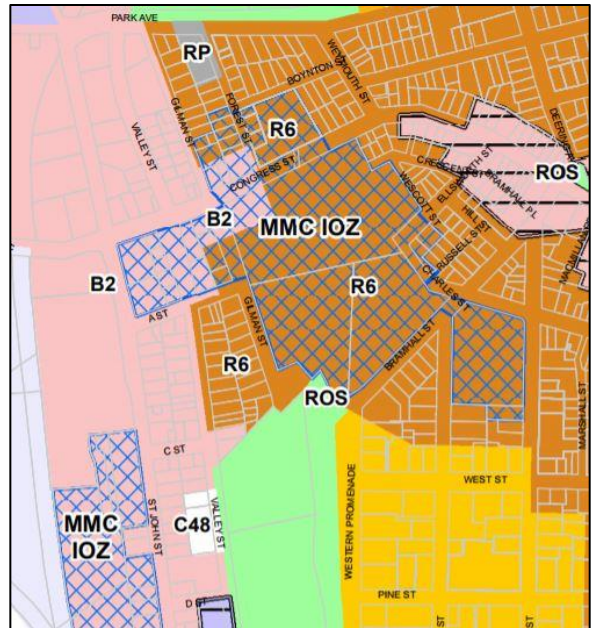 PARK AVE
RP
WEYMOUTH ST
BOYNTON ST
GILMAN ST
FOREST ST
DEERING A
VALLEY ST
R6
CONGRESS ST
CRESCENT ST
ELLSWORTH ST
BRAMHALL PL
ROS
WESCOTT ST
HILL ST
B2
MMC IOZ
RUSSELL S
B2
R6
CHARLES ST
A ST
GILMAN ST
BRAMHALL ST
R6
ROS
MARSHALL ST
C ST
WEST ST
MMC
IOZ
ST JOHN ST
C48
VALLEY ST
WESTERN PROMENADE
D ST
PINE ST